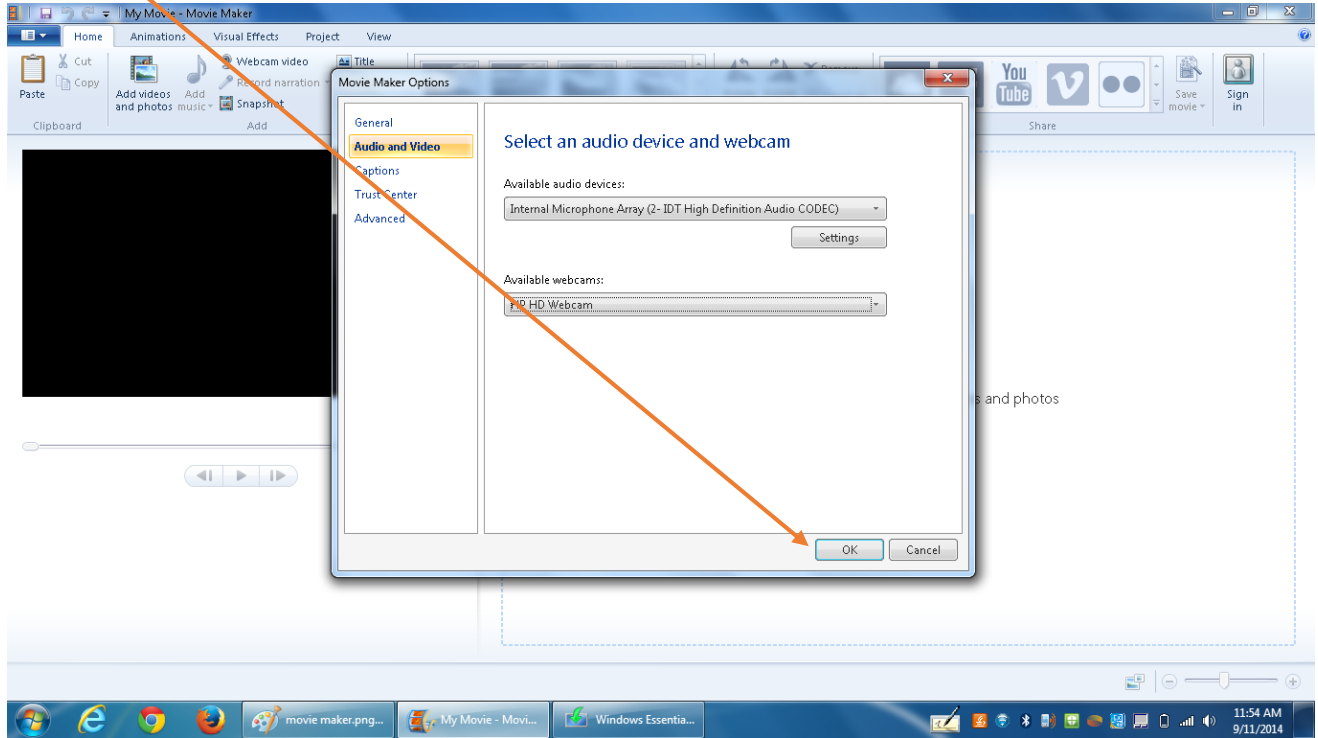 My Movie - Movie Maker
Home Animations Visual Effects Project View
Paste
Cut
Copy
Clipboard
Add videos and photos
Add music
Webcam video
Record narration
Snapshot
Add
Title
You Tube
Share
Save movie
Sign in
Movie Maker Options
General
Audio and Video
Captions
Trust Center
Advanced
Select an audio device and webcam
Available audio devices:
Internal Microphone Array (2- IDT High Definition Audio CODEC)
Settings
Available webcams:
HP HD Webcam
and photos
OK Cancel
movie maker.png...
My Movie - Movi...
Windows Essentia...
11:54 AM
9/11/2014